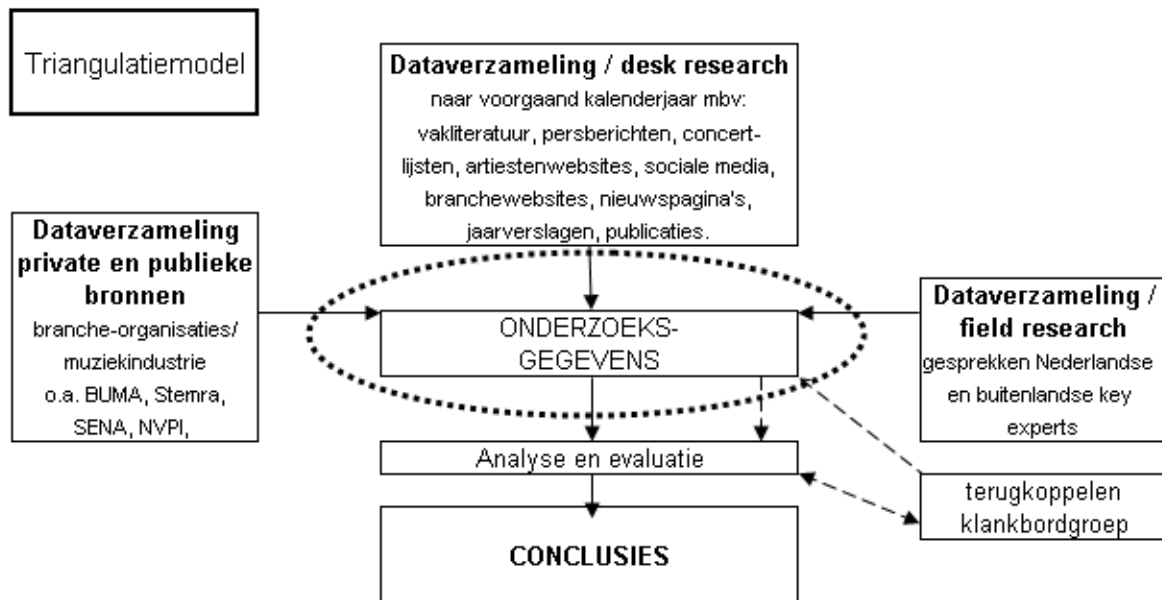 Triangulatiemodel
Dataverzameling / desk research
naar voorgaand kalenderjaar mbv:
vakliteratuur, persberichten, concert-
lijsten, artiestenwebsites, sociale media,
branchewebsites, nieuwspagina's,
jaarverslagen, publicaties.
Dataverzameling
private en publieke
bronnen
branche-organisaties/
muziekindustrie
o.a. BUMA, Stemra,
SENA, NVPI,
ONDERZOEKS-
GEGEVENS
Dataverzameling /
field research
gesprekken Nederlandse
en buitenlandse key
experts
Analyse en evaluatie
terugkoppelen
klankbordgroep
CONCLUSIES